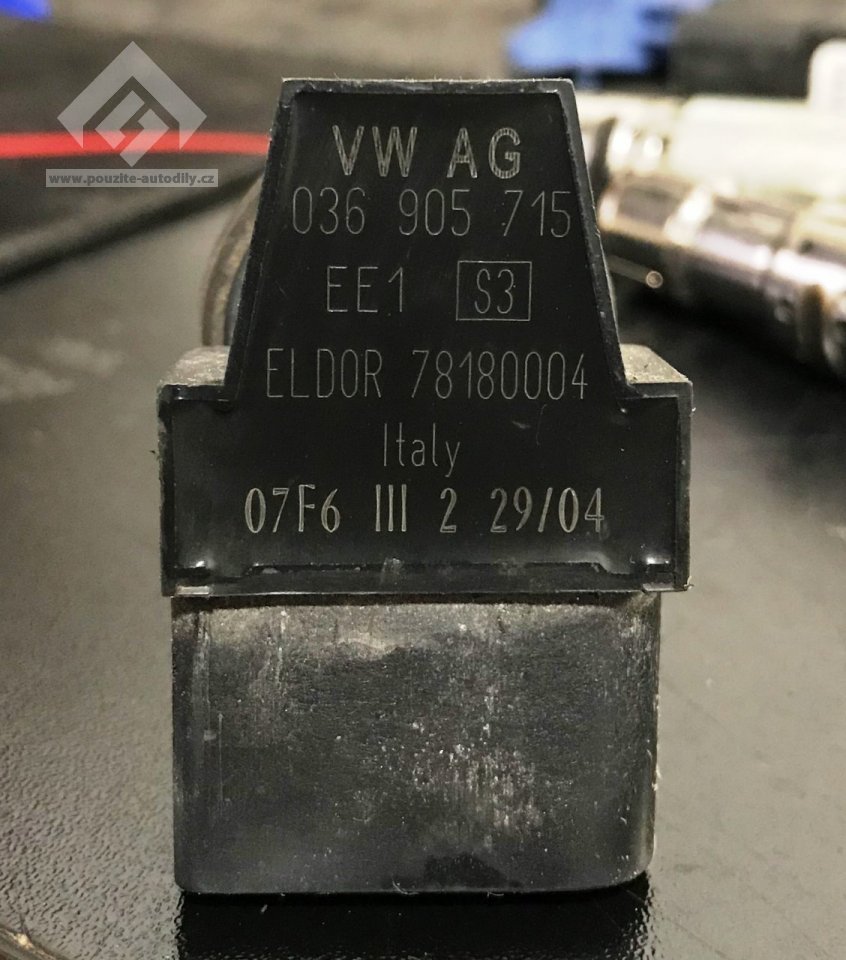 www.pouzite-autodily.cz
VW AG
036 905 715
EE1 S3
ELDOR 78180004
Italy
07F6 III 2 29/04